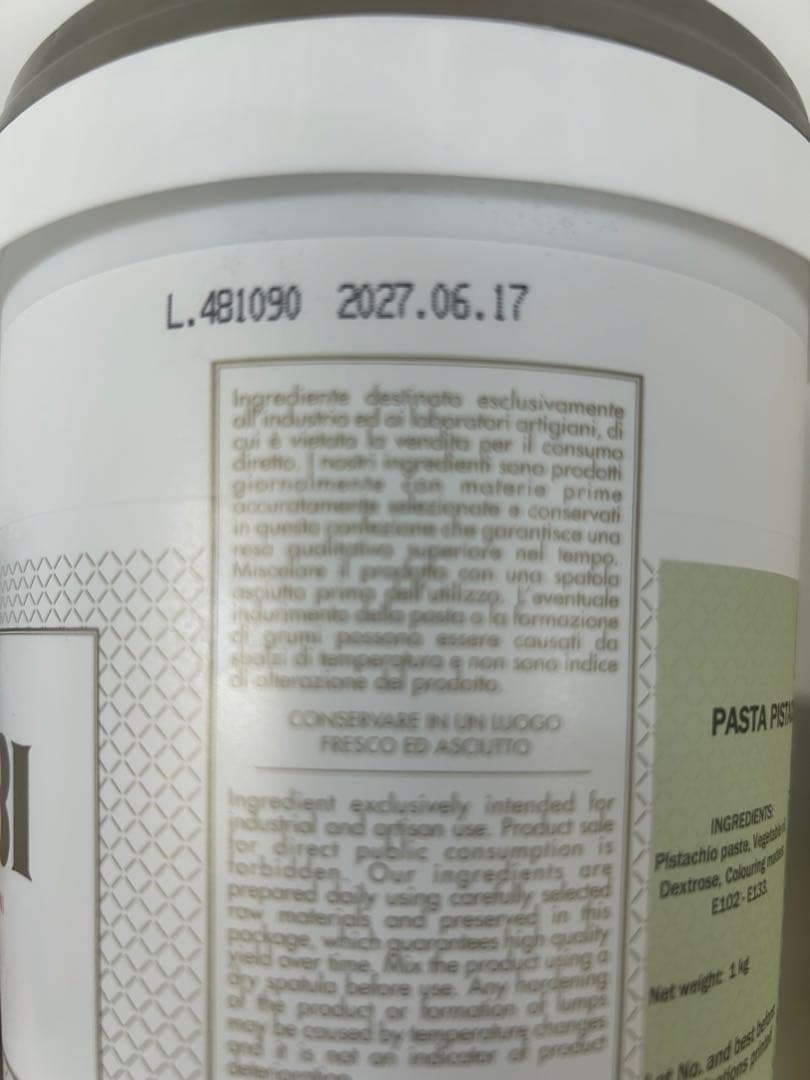 L.481090 2027.06.17
Ingrediente destinato esclusivamente
all'industria ed ai laboratori artigiani, di
cui è vietata la vendita per il consumo
diretto. I nostri ingredienti sono prodotti
giornalmente con materie prime
accuratamente selezionate e conservati
in questa confezione che garantisce una
resa qualitativa superiore nel tempo.
Miscelare il prodotto con una spatola
asciutta prima dell'utilizzo. L'eventuale
indurimento della pasta o la formazione
di grumi possono essere causati da
sbalzi di temperatura e non sono indice
di alterazione del prodotto.
CONSERVARE IN UN LUOGO
FRESCO ED ASCIUTTO
Ingredient exclusively intended for
industrial and artisan use. Product sale
for direct public consumption is
forbidden. Our ingredients are
prepared daily using carefully selected
raw materials and preserved in this
package, which guarantees high quality
yield over time. Mix the product using a
dry spatula before use. Any hardening
of the product or formation of lumps
may be caused by temperature changes
and it is not an indicator of product
BI
PASTA
INGREDIENTS:
Pistachio paste,
Dextrose, Colouring
E102-E133.
Net weight: 1 kg
Lot No. and best before
printed